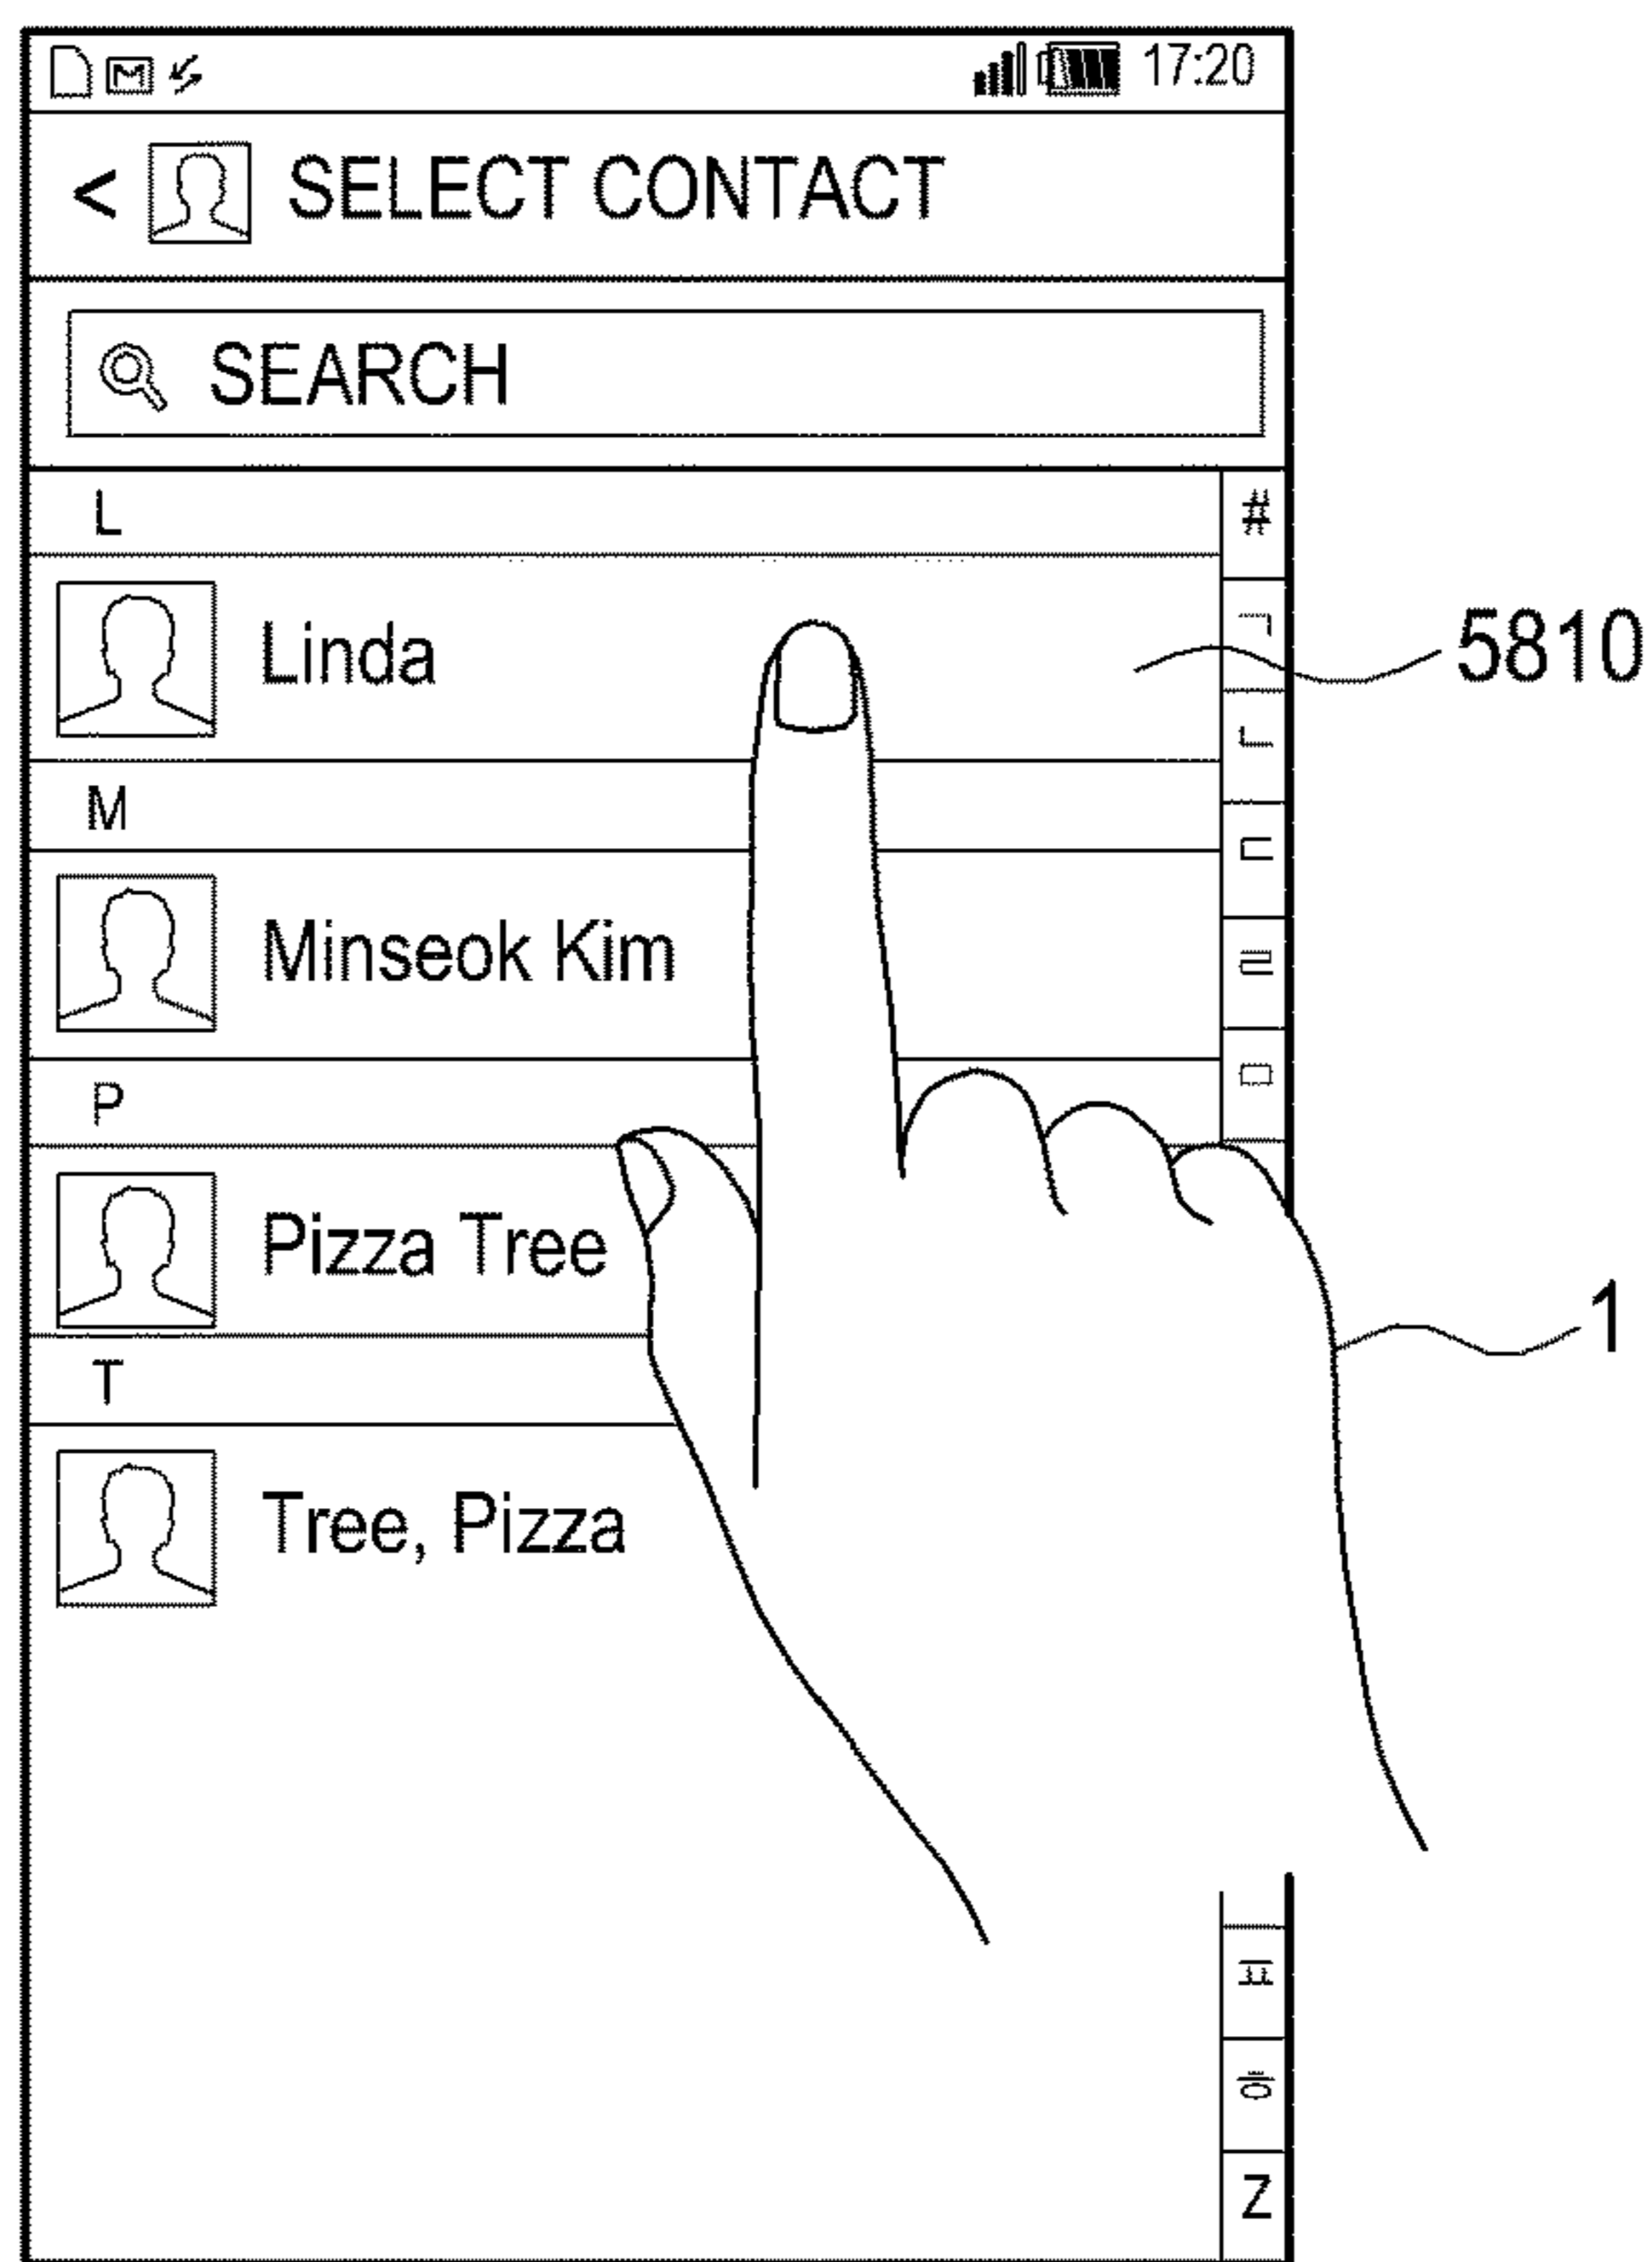 17:20
< SELECT CONTACT
SEARCH
L
#
Linda
ㄱ
5810
ㄴ
M
ㄷ
Minseok Kim
ㄹ
P
ㅁ
Pizza Tree
1
T
Tree, Pizza
ㅍ
ㅎ
Z